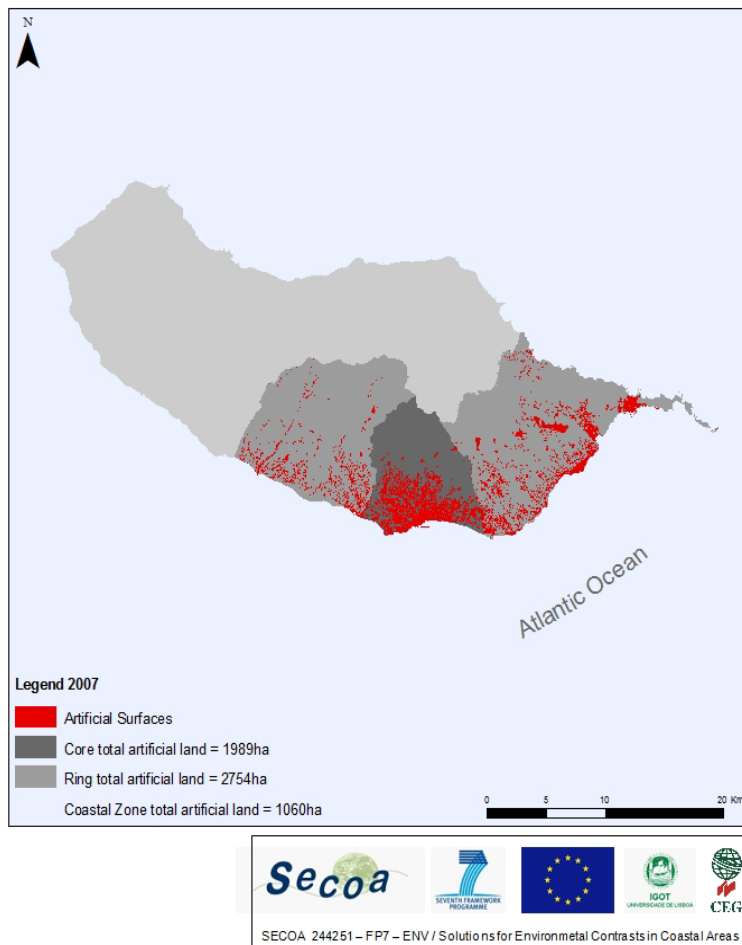 N
Atlantic Ocean
Legend 2007
Artificial Surfaces
Core total artificial land = 1989ha
Ring total artificial land = 2754ha
Coastal Zone total artificial land = 1060ha
0 5 10 20 Km
Secoa
7
SEVENTH FRAMEWORK
PROGRAMME
IGOT
UNIVERSIDADE DE LISBOA
CEG
SECOA 244251 – FP7 – ENV / Solutions for Environmetal Contrasts in Coastal Areas